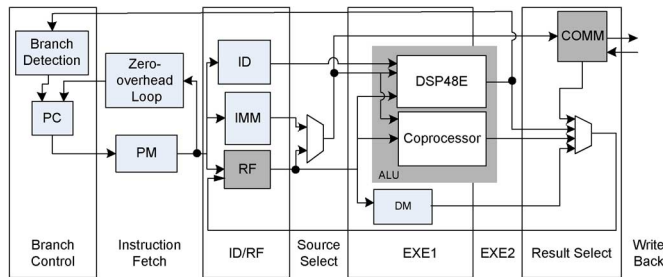 Branch
Detection
Zero-
overhead
Loop
PC
PM
ID
IMM
RF
DSP48E
Coprocessor
ALU
DM
COMM
Branch
Control
Instruction
Fetch
ID/RF
Source
Select
EXE1
EXE2
Result Select
Write
Back